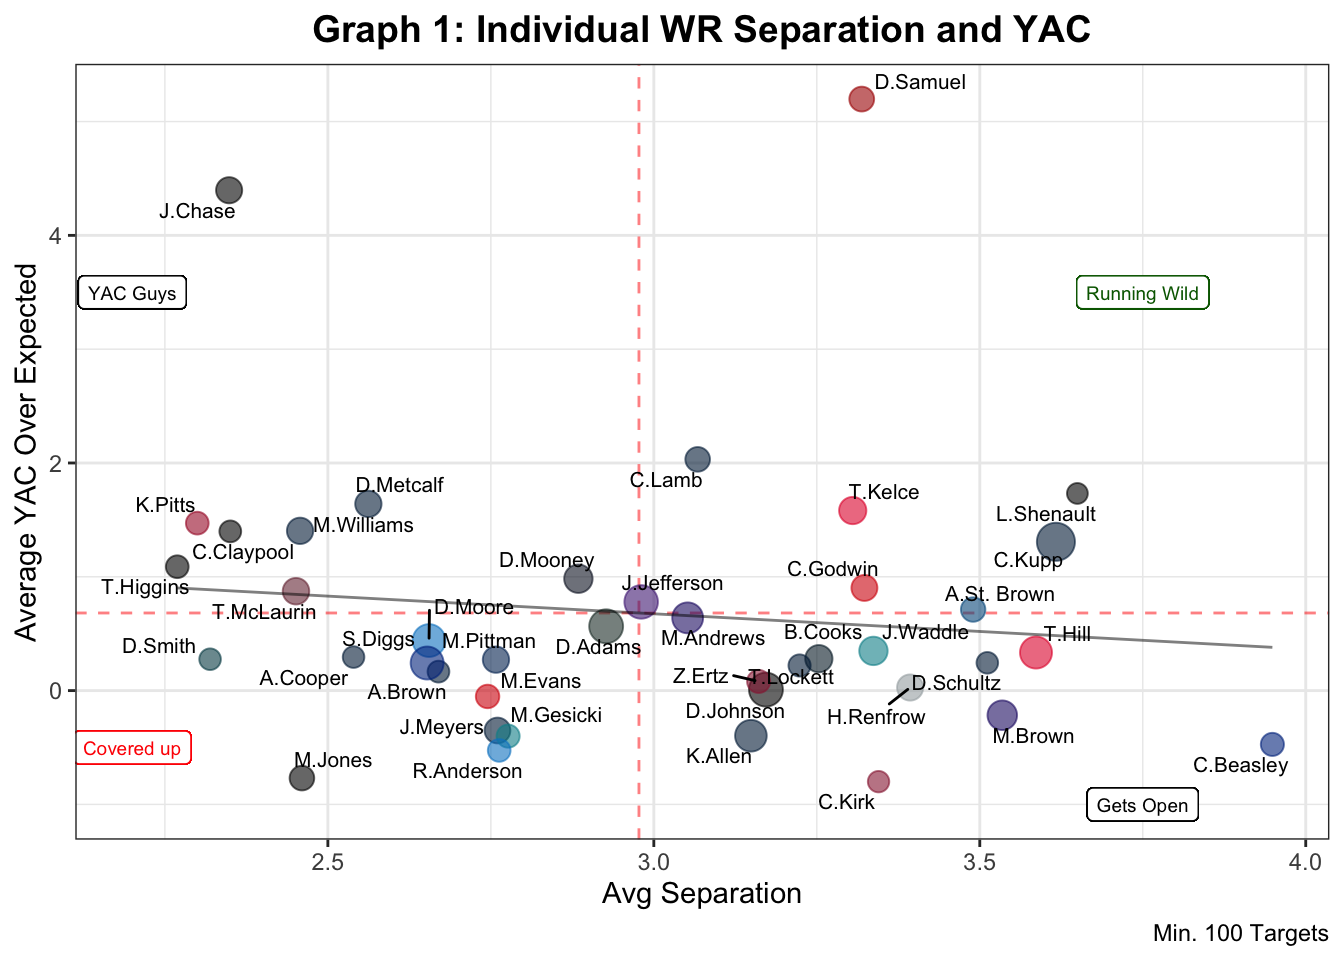 Graph 1: Individual WR Separation and YAC
D.Samuel
J.Chase
4
YAC Guys
Running Wild
Average YAC Over Expected
2
C.Lamb
D.Metcalf
T.Kelce
K.Pitts
M.Williams
L.Shenault
C.Claypool
D.Mooney
C.Kupp
C.Godwin
T.Higgins
J.Jefferson
A.St. Brown
T.McLaurin
D.Moore
D.Smith
S.Diggs
M.Pittman
D.Adams
M.Andrews
B.Cooks
J.Waddle
T.Hill
A.Cooper
A.Brown
M.Evans
Z.Ertz
T.Lockett
D.Schultz
0
J.Meyers
M.Gesicki
D.Johnson
H.Renfrow
M.Brown
Covered up
M.Jones
R.Anderson
K.Allen
C.Beasley
C.Kirk
Gets Open
2.5
3.0
3.5
4.0
Avg Separation
Min. 100 Targets